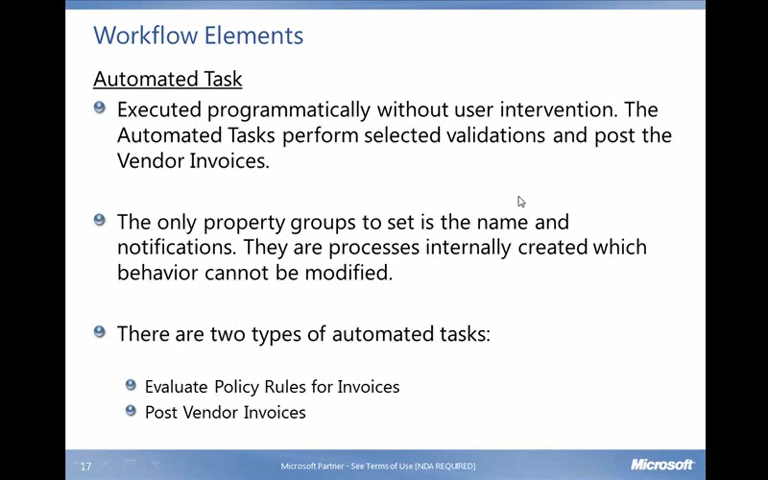 Workflow Elements
Automated Task
Executed programmatically without user intervention. The
Automated Tasks perform selected validations and post the
Vendor Invoices.
The only property groups to set is the name and
notifications. They are processes internally created which
behavior cannot be modified.
There are two types of automated tasks:
Evaluate Policy Rules for Invoices
Post Vendor Invoices
17
Microsoft Partner - See Terms of Use [NDA REQUIRED]
Microsoft